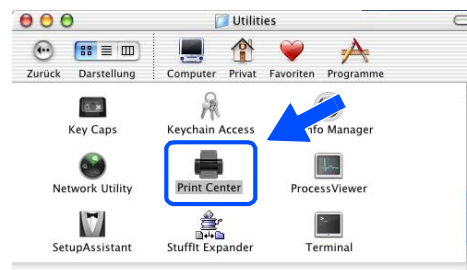 Utilities
Zurück Darstellung Computer Privat Favoriten Programme
Key Caps Keychain Access Info Manager
Network Utility Print Center ProcessViewer
SetupAssistant StuffIt Expander Terminal